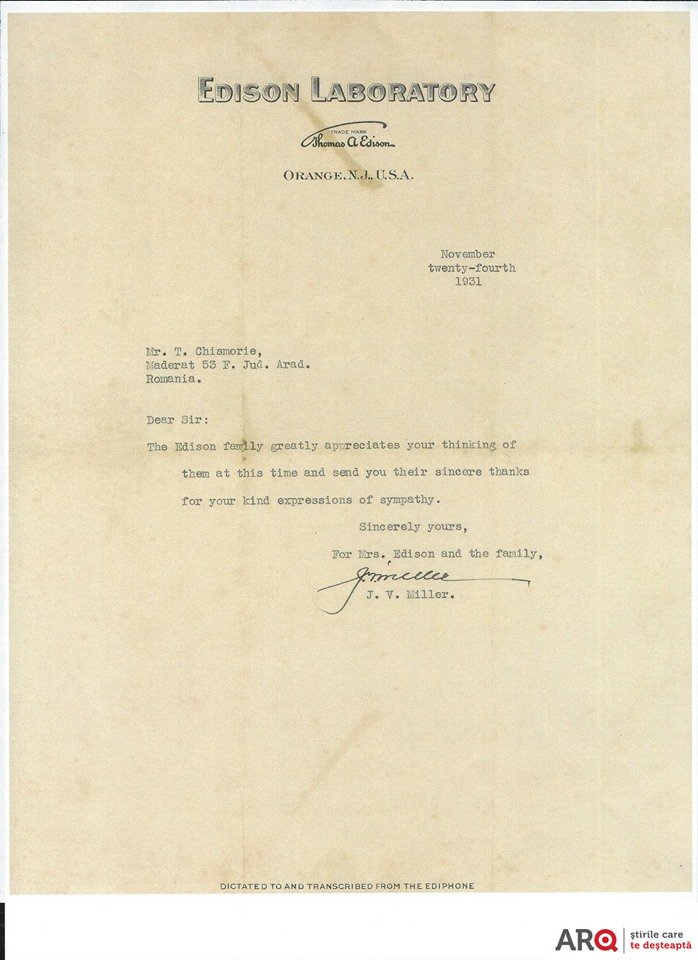 EDISON LABORATORY
TRADE MARK
Thomas A Edison
ORANGE, N.J., U.S.A.
November
twenty-fourth
1931
Mr. T. Chismorie,
Maderat 53 F. Jud. Arad.
Romania.
Dear Sir:
The Edison family greatly appreciates your thinking of
them at this time and send you their sincere thanks
for your kind expressions of sympathy.
Sincerely yours,
For Mrs. Edison and the family,
J. V. Miller
J. V. Miller.
DICTATED TO AND TRANSCRIBED FROM THE EDIPHONE
ARQ
știrile care
te deșteaptă